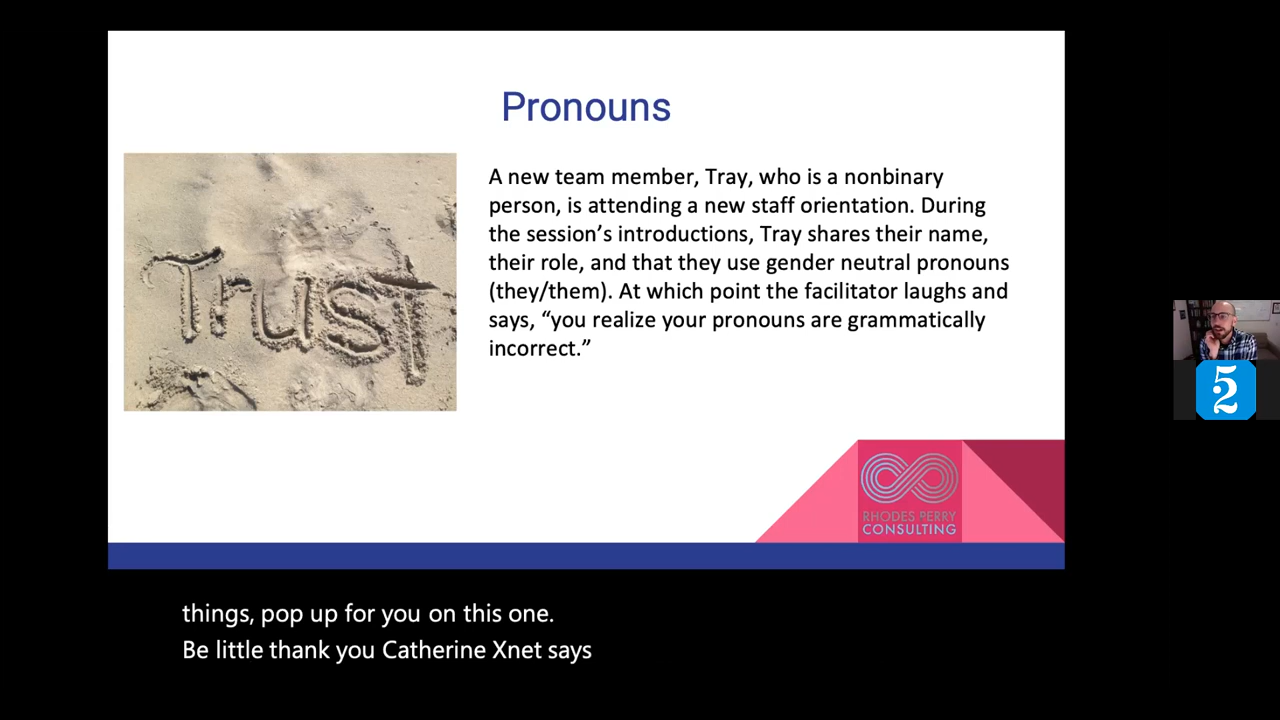 Pronouns
Trust
A new team member, Tray, who is a nonbinary
person, is attending a new staff orientation. During
the session’s introductions, Tray shares their name,
their role, and that they use gender neutral pronouns
(they/them). At which point the facilitator laughs and
says, “you realize your pronouns are grammatically
incorrect.”
RHODES PERRY
CONSULTING
52
things, pop up for you on this one.
Be little thank you Catherine Xnet says